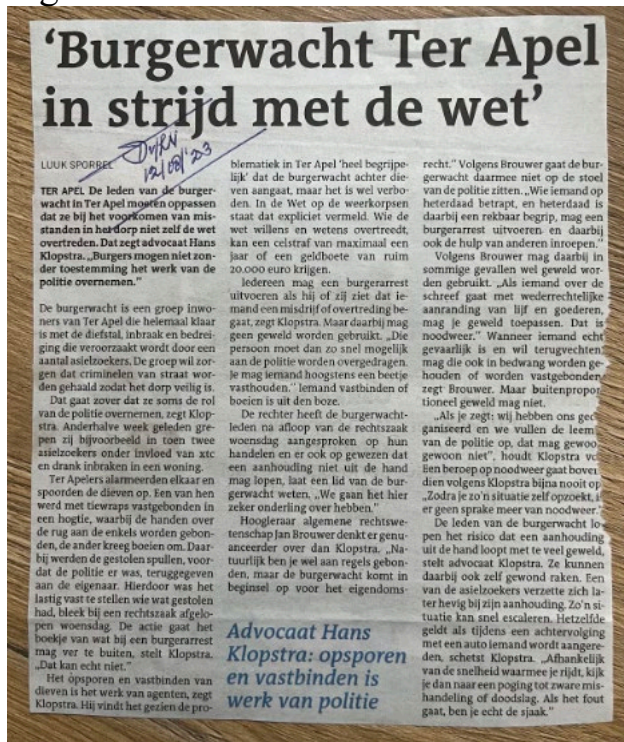 'Burgerwacht Ter Apel
in strijd met de wet'
LUUK SPORREL
DvhN
12/08/'23
TER APEL De leden van de burger-
wacht in Ter Apel moeten oppassen
dat ze bij het voorkomen van mis-
standen in het dorp niet zelf de wet
overtreden. Dat zegt advocaat Hans
Klopstra. „Burgers mogen niet zon-
der toestemming het werk van de
politie overnemen.”
De burgerwacht is een groep inwo-
ners van Ter Apel die helemaal klaar
is met de diefstal, inbraak en bedrei-
ging die veroorzaakt wordt door een
aantal asielzoekers. De groep wil zor-
gen dat criminelen van straat wor-
den gehaald zodat het dorp veilig is.
Dat gaat zover dat ze soms de rol
van de politie overnemen, zegt Klop-
stra. Anderhalve week geleden gre-
pen zij bijvoorbeeld in toen twee
asielzoekers onder invloed van xtc
en drank inbraken in een woning.
Ter Apelers alarmeerden elkaar en
spoorden de dieven op. Een van hen
werd met tiewraps vastgebonden in
een hogtie, waarbij de handen over
de rug aan de enkels worden gebon-
den, de ander kreeg boeien om. Daar-
bij werden de gestolen spullen, voor-
dat de politie er was, teruggegeven
aan de eigenaar. Hierdoor was het
lastig vast te stellen wie wat gestolen
had, bleek bij een rechtszaak afgelo-
pen woensdag. De actie gaat het
boekje van wat bij een burgerarrest
mag ver te buiten, stelt Klopstra.
„Dat kan echt niet.”
Het opsporen en vastbinden van
dieven is het werk van agenten, zegt
Klopstra. Hij vindt het gezien de pro-
blematiek in Ter Apel 'heel begrijpe-
lijk' dat de burgerwacht achter die-
ven aangaat, maar het is wel verbo-
den. In de Wet op de weerkorpsen
staat dat expliciet vermeld. Wie de
wet willens en wetens overtreedt,
kan een celstraf van maximaal een
jaar of een geldboete van ruim
20.000 euro krijgen.
Iedereen mag een burgerarrest
uitvoeren als hij of zij ziet dat ie-
mand een misdrijf of overtreding be-
gaat, zegt Klopstra. Maar daarbij mag
geen geweld worden gebruikt. „Die
persoon moet dan zo snel mogelijk
aan de politie worden overgedragen.
Je mag iemand hoogstens een beetje
vasthouden.” Iemand vastbinden of
boeien is uit den boze.
De rechter heeft de burgerwacht-
leden na afloop van de rechtszaak
woensdag aangesproken op hun
handelen en er ook op gewezen dat
een aanhouding niet uit de hand
mag lopen, laat een lid van de bur-
gerwacht weten. „We gaan het hier
zeker onderling over hebben.”
Hoogleraar algemene rechtswe-
tenschap Jan Brouwer denkt er genu-
anceerder over dan Klopstra. „Na-
tuurlijk ben je wel aan regels gebon-
den, maar de burgerwacht komt in
beginsel op voor het eigendoms-
Advocaat Hans
Klopstra: opsporen
en vastbinden is
werk van politie
recht.” Volgens Brouwer gaat de bur-
gerwacht daarmee niet op de stoel
van de politie zitten. „Wie iemand op
heterdaad betrapt, en heterdaad is
daarbij een rekbaar begrip, mag een
burgerarrest uitvoeren en daarbij
ook de hulp van anderen inroepen.”
Volgens Brouwer mag daarbij in
sommige gevallen wel geweld wor-
den gebruikt. „Als iemand over de
schreef gaat met wederrechtelijke
aanranding van lijf en goederen,
mag je geweld toepassen. Dat is
noodweer.” Wanneer iemand echt
gevaarlijk is en wil terugvechten,
mag die ook in bedwang worden ge-
houden of worden vastgebonden,
zegt Brouwer. Maar buitenpropor-
tioneel geweld mag niet.
„Als je zegt: wij hebben ons geor-
ganiseerd en we vullen de leem
van de politie op, dat mag gewoo
gewoon niet”, houdt Klopstra vo
Een beroep op noodweer gaat boven
dien volgens Klopstra bijna nooit op
„Zodra je zo'n situatie zelf opzoekt, i
er geen sprake meer van noodweer.”
De leden van de burgerwacht lo-
pen het risico dat een aanhouding
uit de hand loopt met te veel geweld,
stelt advocaat Klopstra. Ze kunnen
daarbij ook zelf gewond raken. Een
van de asielzoekers verzette zich la-
ter hevig bij zijn aanhouding. Zo'n si-
tuatie kan snel escaleren. Hetzelfde
geldt als tijdens een achtervolging
met een auto iemand wordt aangere-
den, schetst Klopstra. „Afhankelijk
van de snelheid waarmee je rijdt, kijk
je dan naar een poging tot zware mis-
handeling of doodslag. Als het fout
gaat, ben je echt de sjaak.”